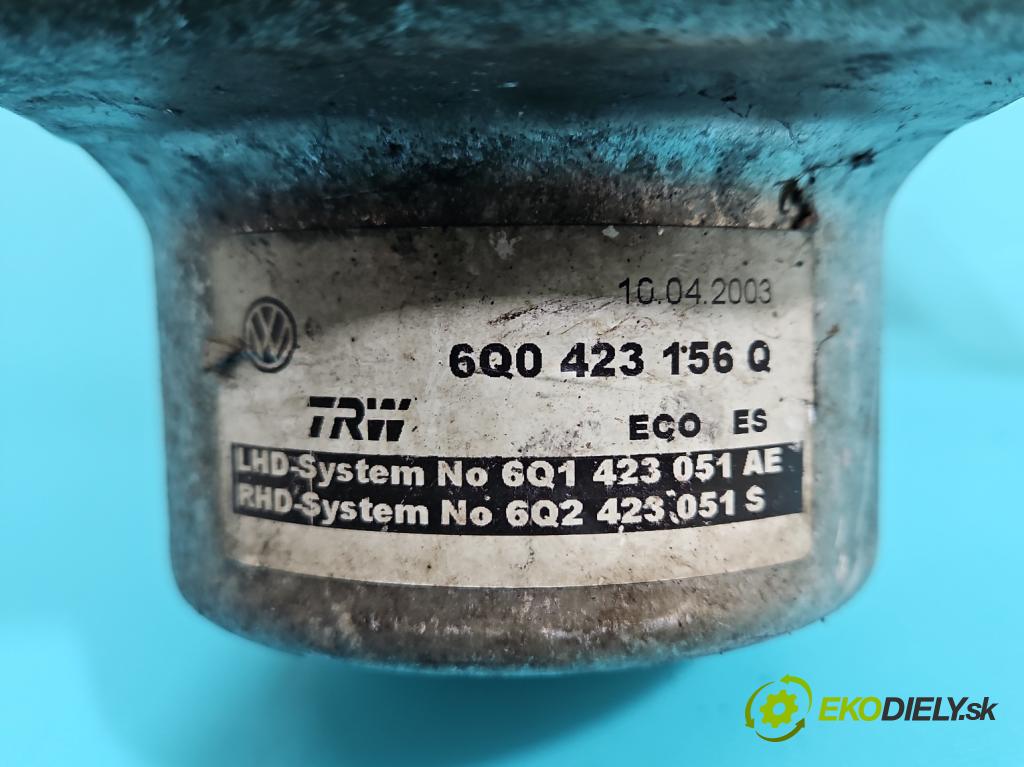 10.04.2003
6Q0 423 156 Q
TRW
ECO ES
LHD-System No 6Q1 423 051 AE
RHD-System No 6Q2 423 051 S
EKODIELY.sk